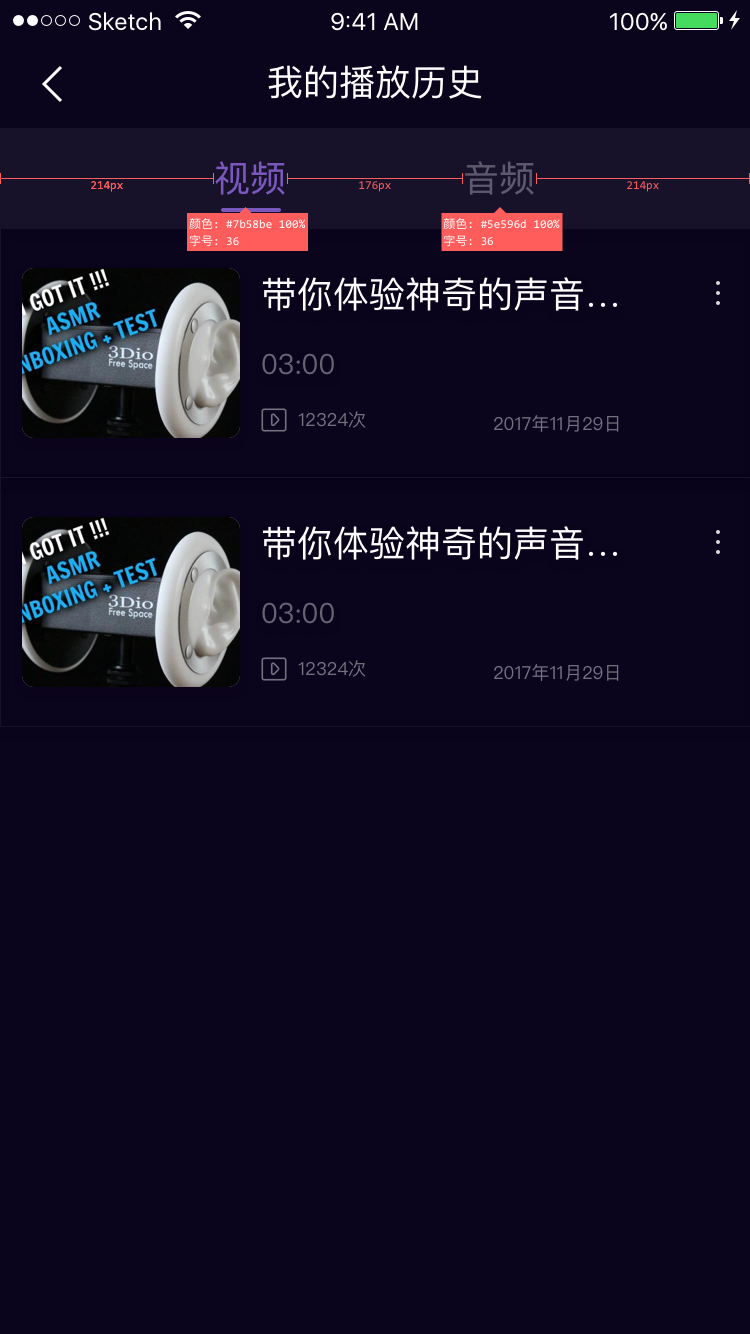 Sketch 9:41 AM 100%
我的播放历史
视频 音频
214px 176px 214px
颜色: #7b58be 100%
字号: 36
颜色: #5e596d 100%
字号: 36
I GOT IT !!!
ASMR
NBOXING + TEST
3Dio
Free Space
带你体验神奇的声音...
03:00
12324次 2017年11月29日
I GOT IT !!!
ASMR
NBOXING + TEST
3Dio
Free Space
带你体验神奇的声音...
03:00
12324次 2017年11月29日